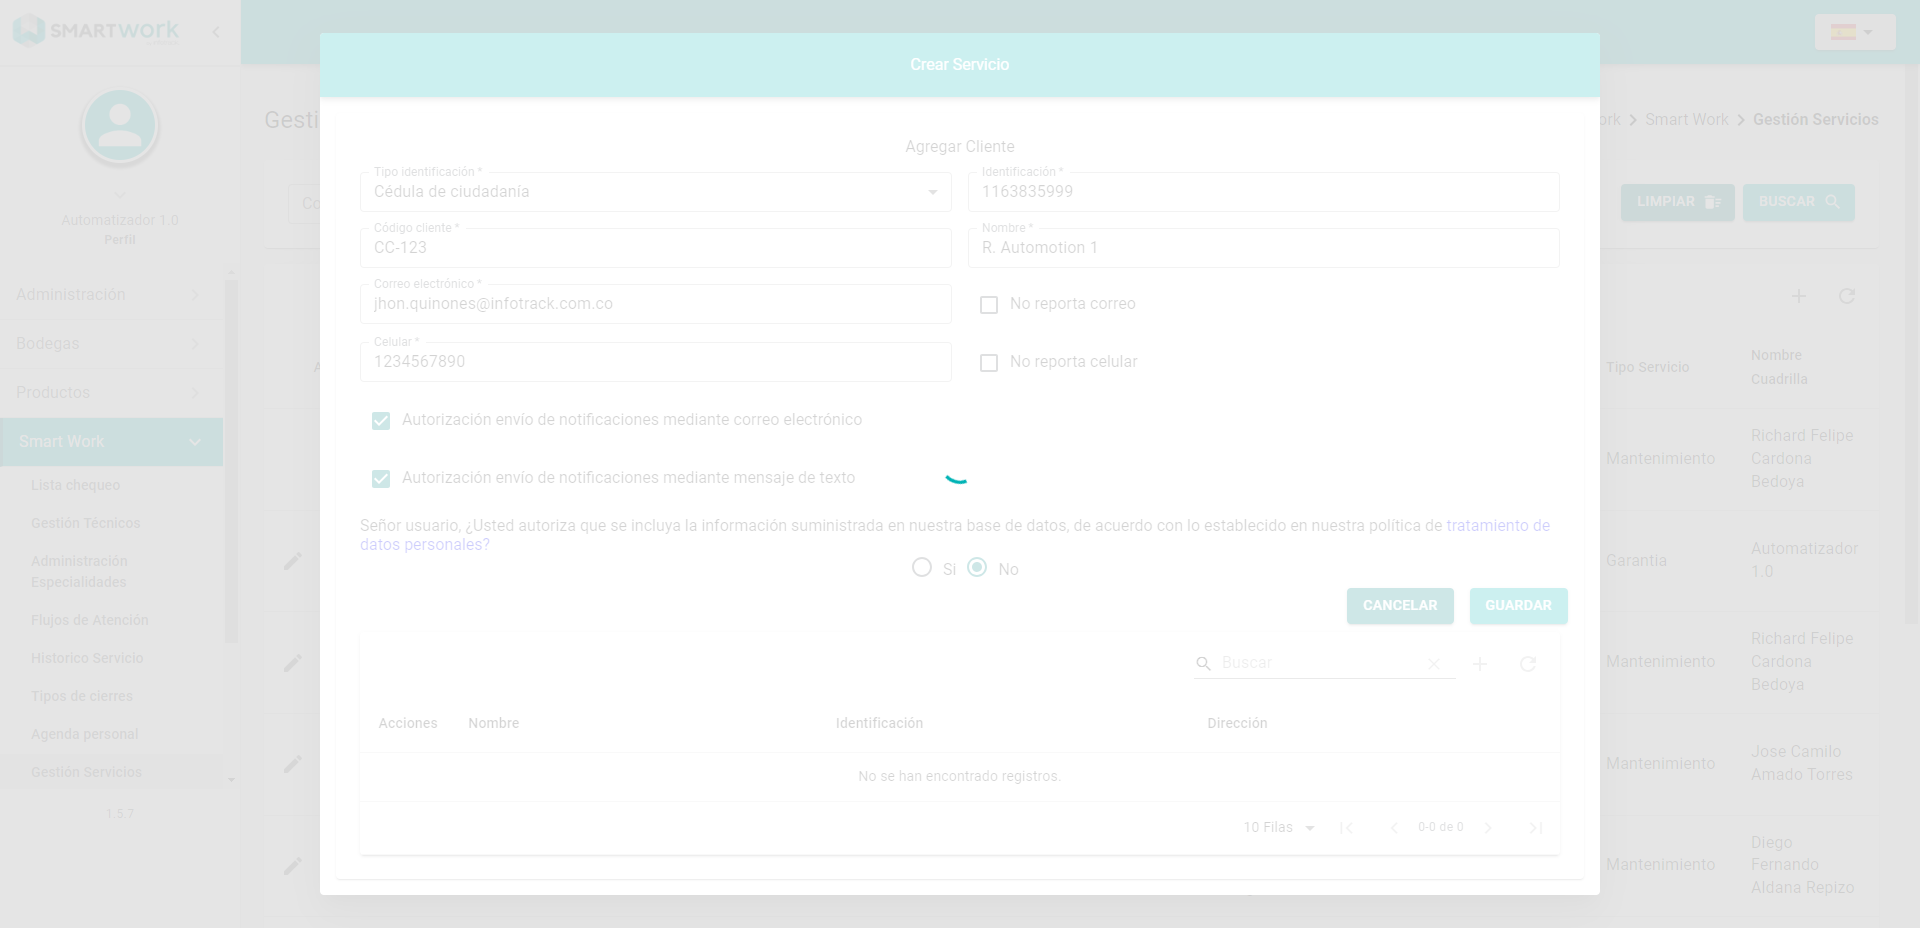 SMARTWORK
Crear Servicio
Gesti
ork > Smart Work > Gestión Servicios
Agregar Cliente
Tipo identificación *
Cédula de ciudadanía
Identificación *
1163835999
Co
LIMPIAR
BUSCAR
Automatizador 1.0
Perfil
Código cliente *
CC-123
Nombre *
R. Automotion 1
Correo electrónico *
jhon.quinones@infotrack.com.co
No reporta correo
Celular *
1234567890
No reporta celular
Administración
Bodegas
Productos
Smart Work
Lista chequeo
Gestión Técnicos
Administración
Especialidades
Flujos de Atención
Historico Servicio
Tipos de cierres
Agenda personal
Gestión Servicios
1.5.7
A
Tipo Servicio
Nombre
Cuadrilla
Autorización envío de notificaciones mediante correo electrónico
Autorización envío de notificaciones mediante mensaje de texto
Señor usuario, ¿Usted autoriza que se incluya la información suministrada en nuestra base de datos, de acuerdo con lo establecido en nuestra política de tratamiento de
datos personales?
Si
No
CANCELAR
GUARDAR
Buscar
Acciones
Nombre
Identificación
Dirección
No se han encontrado registros.
10 Filas
0-0 de 0
Mantenimiento
Richard Felipe
Cardona
Bedoya
Garantia
Automatizador
1.0
Mantenimiento
Richard Felipe
Cardona
Bedoya
Mantenimiento
Jose Camilo
Amado Torres
Mantenimiento
Diego
Fernando
Aldana Repizo